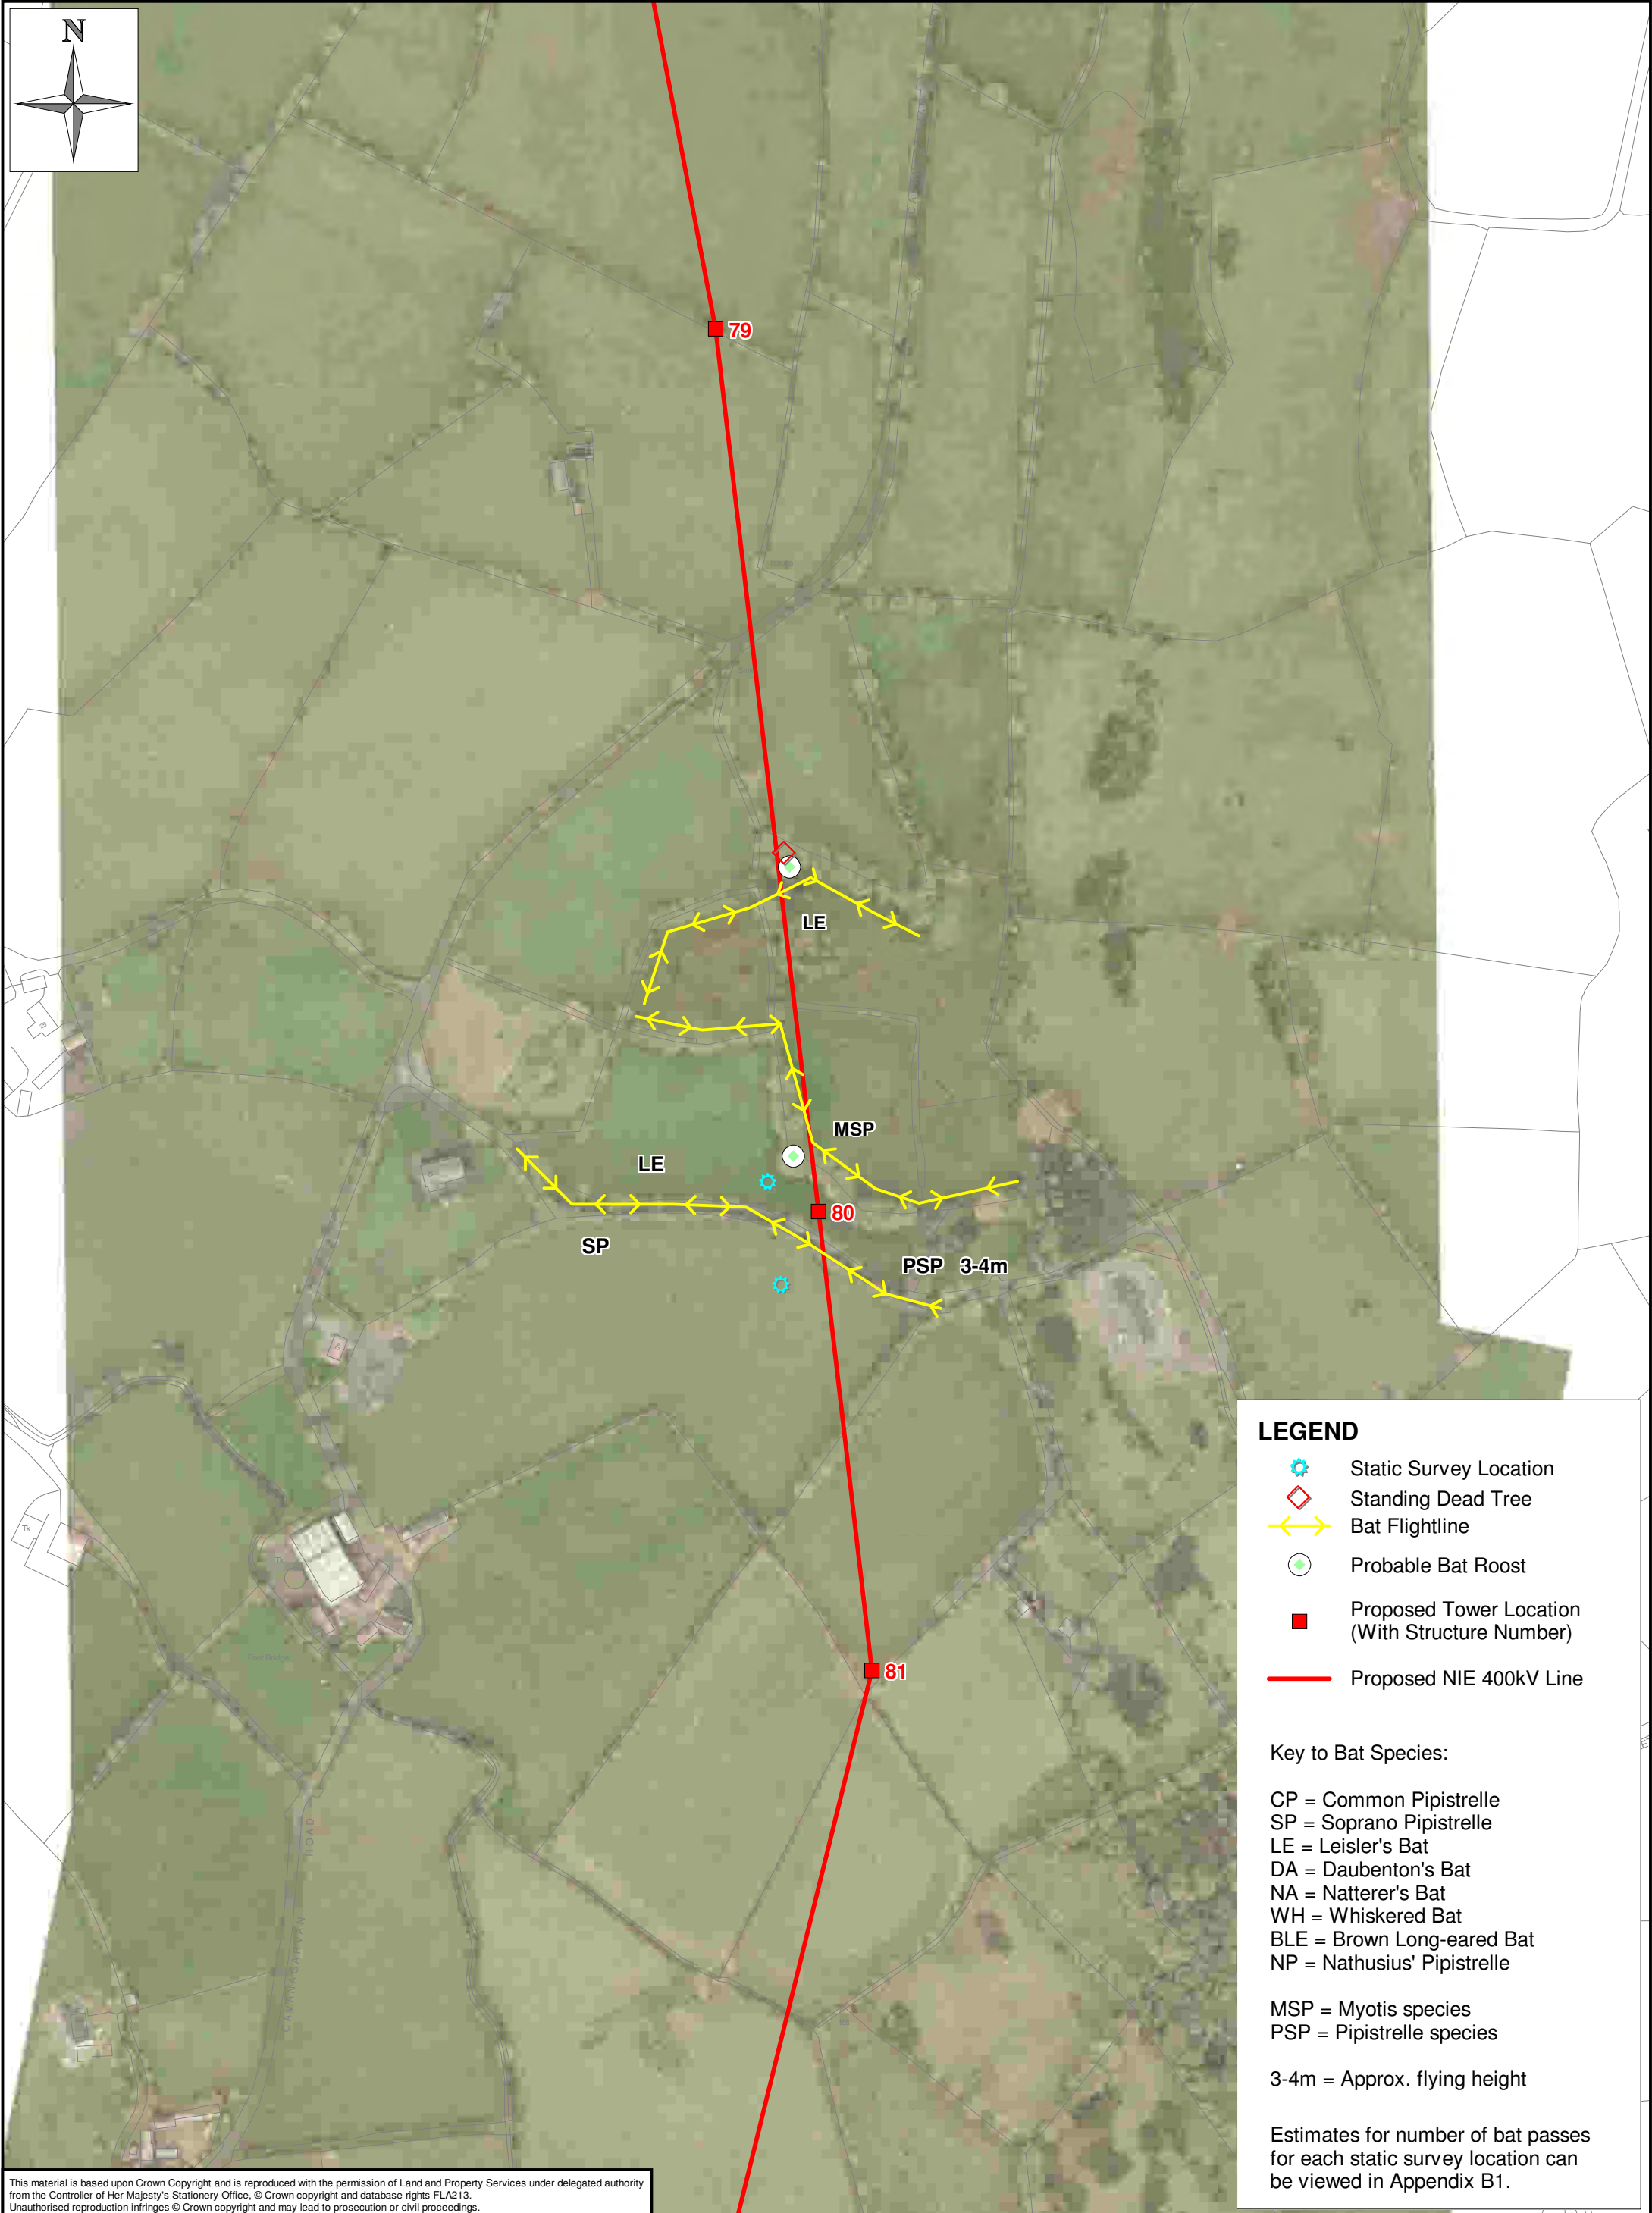 N
79
LE
MSP
LE
80
SP
PSP 3-4m
81
Tk
ROAD
LEGEND
Static Survey Location
Standing Dead Tree
Bat Flightline
Probable Bat Roost
Proposed Tower Location
(With Structure Number)
Proposed NIE 400kV Line
Key to Bat Species:
CP = Common Pipistrelle
SP = Soprano Pipistrelle
LE = Leisler's Bat
DA = Daubenton's Bat
NA = Natterer's Bat
WH = Whiskered Bat
BLE = Brown Long-eared Bat
NP = Nathusius' Pipistrelle
MSP = Myotis species
PSP = Pipistrelle species
3-4m = Approx. flying height
Estimates for number of bat passes
for each static survey location can
be viewed in Appendix B1.
This material is based upon Crown Copyright and is reproduced with the permission of Land and Property Services under delegated authority
from the Controller of Her Majesty's Stationery Office, © Crown copyright and database rights FLA213.
Unauthorised reproduction infringes © Crown copyright and may lead to prosecution or civil proceedings.